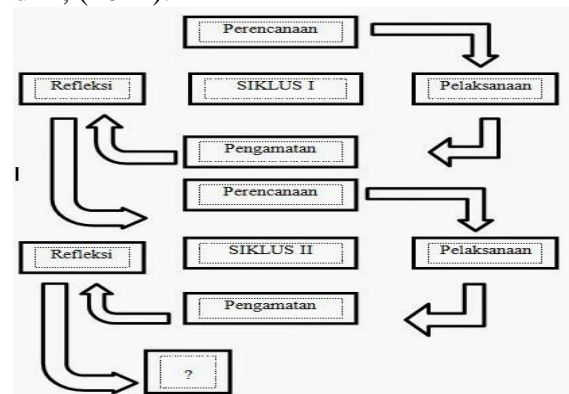 Perencanaan
Refleksi
SIKLUS I
Pelaksanaan
Pengamatan
Perencanaan
Refleksi
SIKLUS II
Pelaksanaan
Pengamatan
?